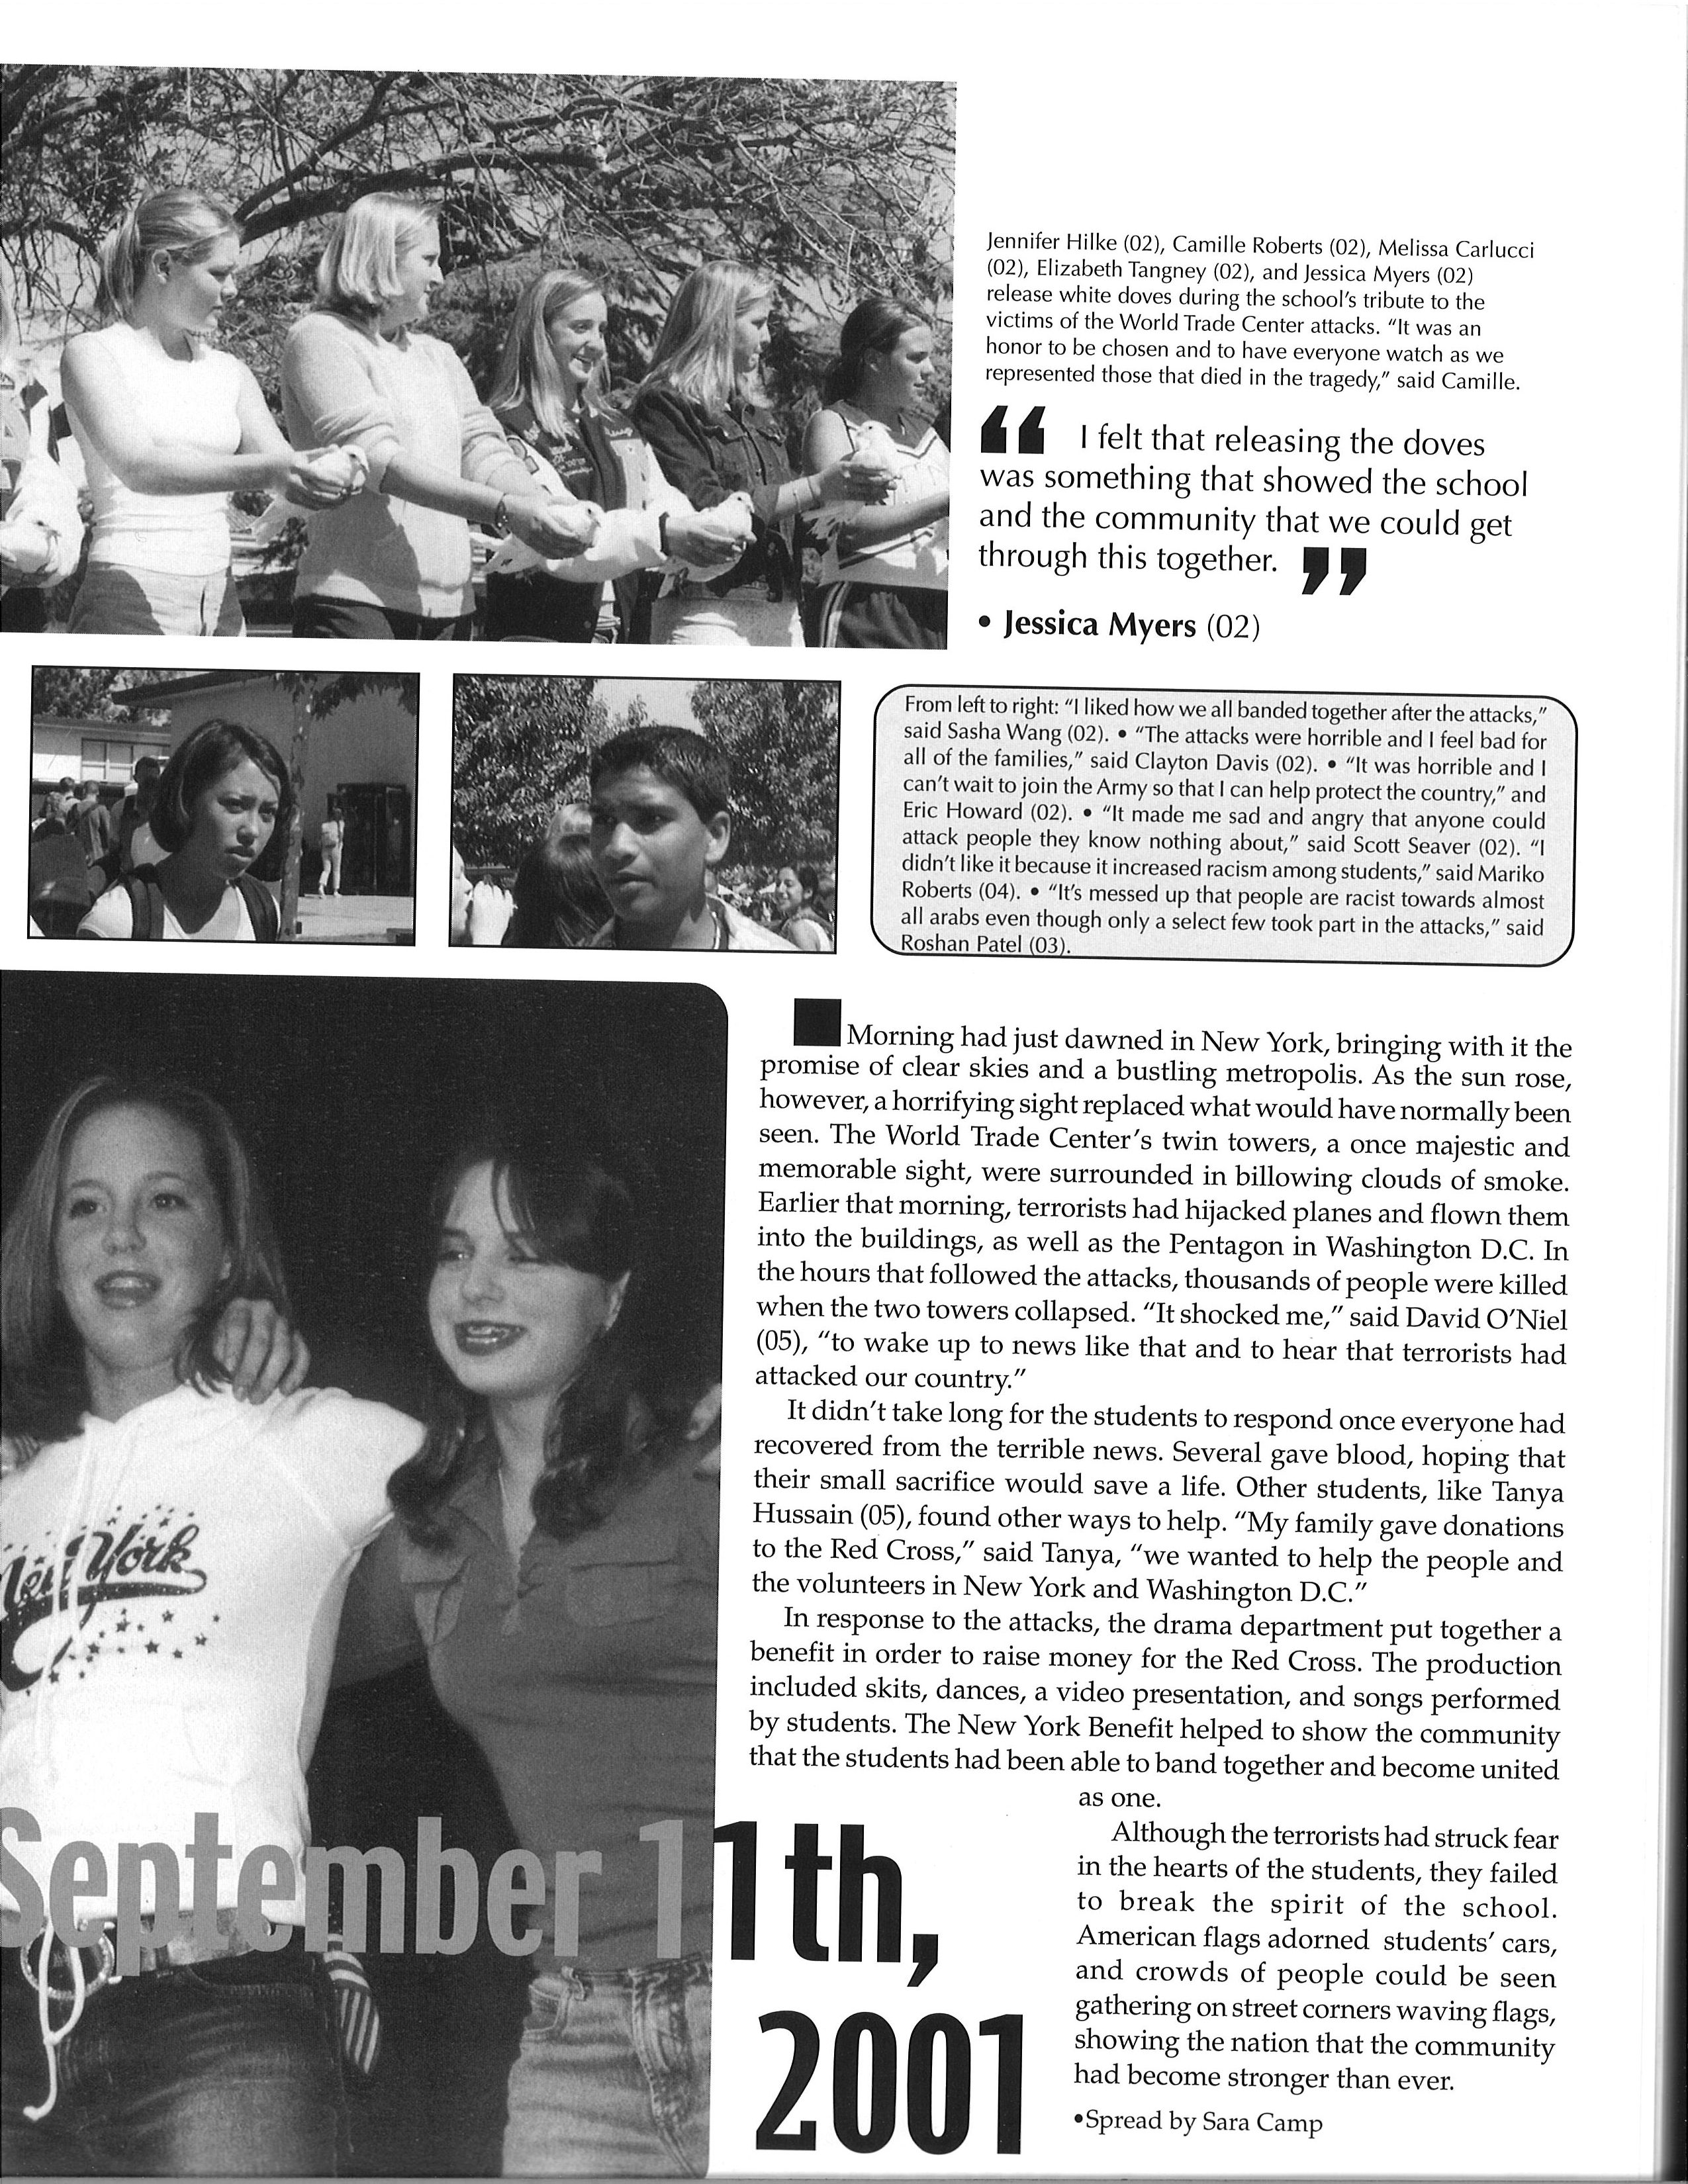 Jennifer Hilke (02), Camille Roberts (02), Melissa Carlucci
(02), Elizabeth Tangney (02), and Jessica Myers (02)
release white doves during the school's tribute to the
victims of the World Trade Center attacks. "It was an
honor to be chosen and to have everyone watch as we
represented those that died in the tragedy," said Camille.
“ I felt that releasing the doves
was something that showed the school
and the community that we could get
through this together. ”
• Jessica Myers (02)
From left to right: "I liked how we all banded together after the attacks,"
said Sasha Wang (02). • "The attacks were horrible and I feel bad for
all of the families," said Clayton Davis (02). • "It was horrible and I
can't wait to join the Army so that I can help protect the country," and
Eric Howard (02). • "It made me sad and angry that anyone could
attack people they know nothing about," said Scott Seaver (02). "I
didn't like it because it increased racism among students," said Mariko
Roberts (04). • "It's messed up that people are racist towards almost
all arabs even though only a select few took part in the attacks," said
Roshan Patel (03).
Morning had just dawned in New York, bringing with it the
promise of clear skies and a bustling metropolis. As the sun rose,
however, a horrifying sight replaced what would have normally been
seen. The World Trade Center's twin towers, a once majestic and
memorable sight, were surrounded in billowing clouds of smoke.
Earlier that morning, terrorists had hijacked planes and flown them
into the buildings, as well as the Pentagon in Washington D.C. In
the hours that followed the attacks, thousands of people were killed
when the two towers collapsed. "It shocked me," said David O'Niel
(05), "to wake up to news like that and to hear that terrorists had
attacked our country."
It didn't take long for the students to respond once everyone had
recovered from the terrible news. Several gave blood, hoping that
their small sacrifice would save a life. Other students, like Tanya
Hussain (05), found other ways to help. "My family gave donations
to the Red Cross," said Tanya, "we wanted to help the people and
the volunteers in New York and Washington D.C."
In response to the attacks, the drama department put together a
benefit in order to raise money for the Red Cross. The production
included skits, dances, a video presentation, and songs performed
by students. The New York Benefit helped to show the community
that the students had been able to band together and become united
as one.
Although the terrorists had struck fear
in the hearts of the students, they failed
to break the spirit of the school.
American flags adorned students' cars,
and crowds of people could be seen
gathering on street corners waving flags,
showing the nation that the community
had become stronger than ever.
•Spread by Sara Camp
New York
September 11th,
2001